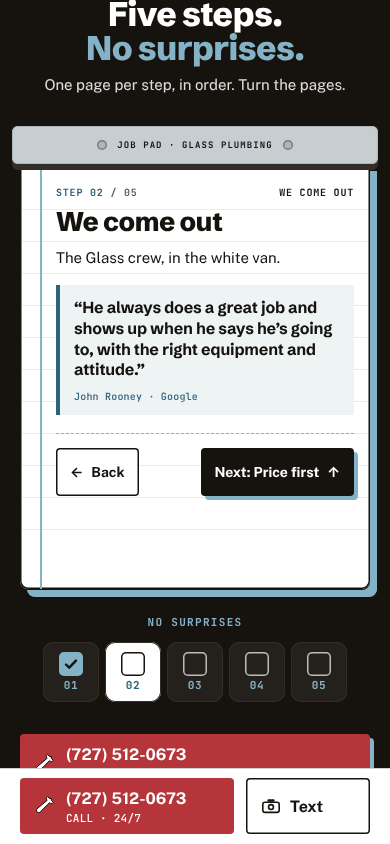 Five steps.
No surprises.
One page per step, in order. Turn the pages.
JOB PAD · GLASS PLUMBING
STEP 02 / 05
WE COME OUT
We come out
The Glass crew, in the white van.
“He always does a great job and
shows up when he says he’s going
to, with the right equipment and
attitude.”
John Rooney · Google
← Back
Next: Price first ↑
NO SURPRISES
01
02
03
04
05
(727) 512-0673
(727) 512-0673
CALL · 24/7
Text